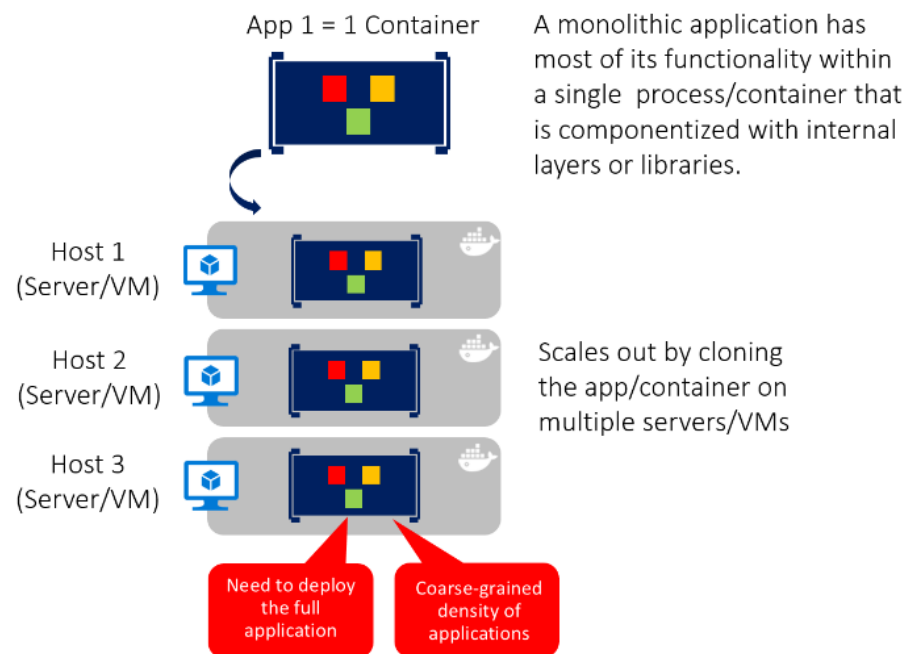 App 1 = 1 Container
A monolithic application has
most of its functionality within
a single process/container that
is componentized with internal
layers or libraries.
Host 1
(Server/VM)
Host 2
(Server/VM)
Scales out by cloning
the app/container on
multiple servers/VMs
Host 3
(Server/VM)
Need to deploy
the full
application
Coarse-grained
density of
applications